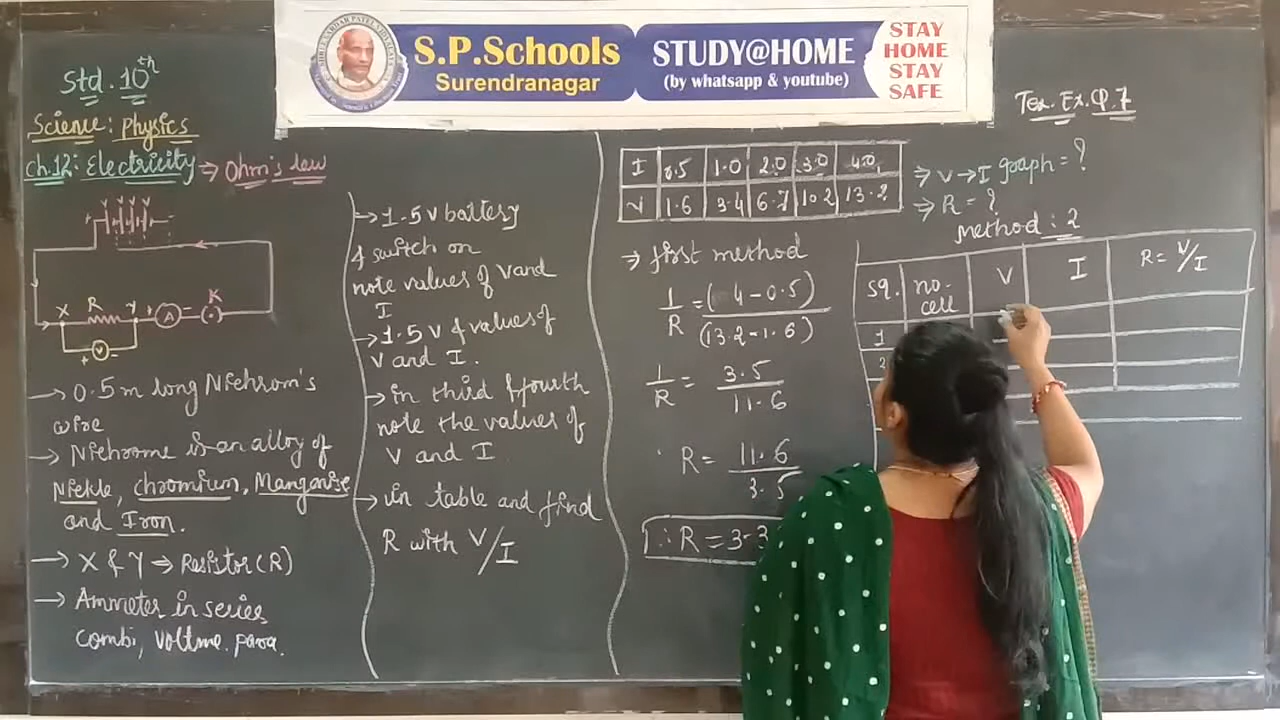 S.P.Schools
Surendranagar
STUDY@HOME
(by whatsapp & youtube)
STAY
HOME
STAY
SAFE
Std. 10th
Science: Physics
Ch.12: Electricity → Ohm's law
X R Y + A - K
+ V -
→ 0.5 m long Nichrom's
wire
→ Nichrome is an alloy of
Nickle, chromium, Manganise
and Iron.
→ X & Y ⇒ Resistor (R)
→ Ammeter in series
combi, voltme. para.
→ 1.5 V battery
& switch on
note values of V and
I
→ 1.5 V & values of
V and I.
→ in third & fourth
note the values of
V and I
→ in table and find
R with V/I
Tex. Ex. Q.7
I 0.5 1.0 2.0 3.0 4.0
V 1.6 3.4 6.7 10.2 13.2
⇒ V → I graph = ?
⇒ R = ?
⇒ first method
1/R = (4 - 0.5)/(13.2 - 1.6)
1/R = 3.5/11.6
R = 11.6/3.5
∴ R = 3.3
Method : 2
sq. no. cell V I R = V/I
1
2